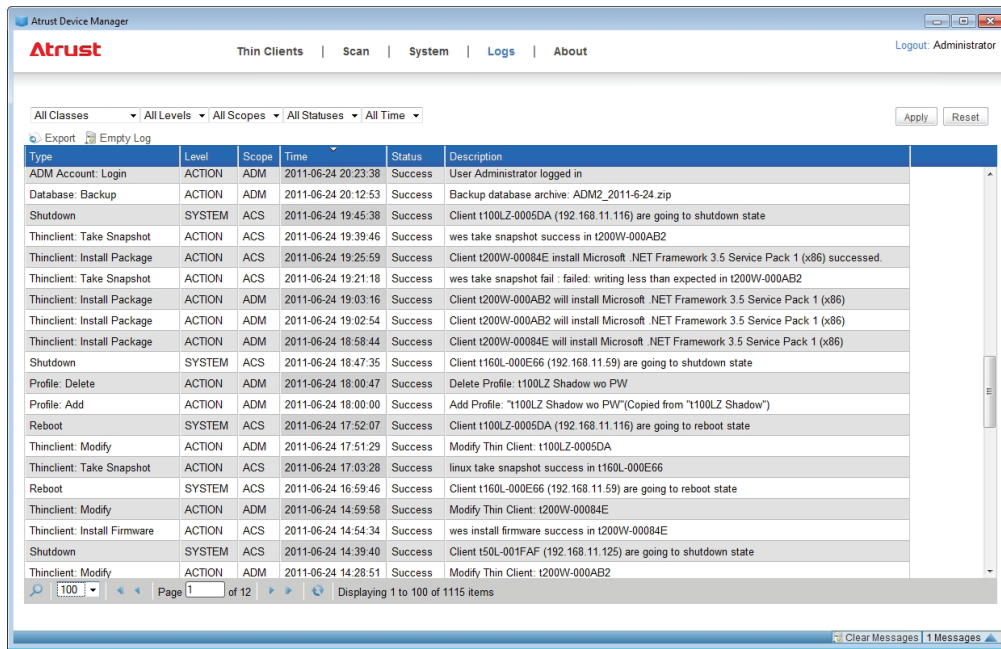 Atrust Device Manager
Atrust
Thin Clients | Scan | System | Logs | About
Logout: Administrator
All Classes All Levels All Scopes All Statuses All Time
Apply Reset
Export Empty Log
Type Level Scope Time Status Description
ADM Account: Login ACTION ADM 2011-06-24 20:23:38 Success User Administrator logged in
Database: Backup ACTION ADM 2011-06-24 20:12:53 Success Backup database archive: ADM2_2011-6-24.zip
Shutdown SYSTEM ACS 2011-06-24 19:45:38 Success Client t100LZ-0005DA (192.168.11.116) are going to shutdown state
Thinclient: Take Snapshot ACTION ACS 2011-06-24 19:39:46 Success wes take snapshot success in t200W-000AB2
Thinclient: Install Package ACTION ACS 2011-06-24 19:25:59 Success Client t200W-00084E install Microsoft .NET Framework 3.5 Service Pack 1 (x86) successed.
Thinclient: Take Snapshot ACTION ACS 2011-06-24 19:21:18 Success wes take snapshot fail : failed: writing less than expected in t200W-000AB2
Thinclient: Install Package ACTION ADM 2011-06-24 19:03:16 Success Client t200W-000AB2 will install Microsoft .NET Framework 3.5 Service Pack 1 (x86)
Thinclient: Install Package ACTION ADM 2011-06-24 19:02:54 Success Client t200W-000AB2 will install Microsoft .NET Framework 3.5 Service Pack 1 (x86)
Thinclient: Install Package ACTION ADM 2011-06-24 18:58:44 Success Client t200W-00084E will install Microsoft .NET Framework 3.5 Service Pack 1 (x86)
Shutdown SYSTEM ACS 2011-06-24 18:47:35 Success Client t160L-000E66 (192.168.11.59) are going to shutdown state
Profile: Delete ACTION ADM 2011-06-24 18:00:47 Success Delete Profile: t100LZ Shadow wo PW
Profile: Add ACTION ADM 2011-06-24 18:00:00 Success Add Profile: "t100LZ Shadow wo PW"(Copied from "t100LZ Shadow")
Reboot SYSTEM ACS 2011-06-24 17:52:07 Success Client t100LZ-0005DA (192.168.11.116) are going to reboot state
Thinclient: Modify ACTION ADM 2011-06-24 17:51:29 Success Modify Thin Client: t100LZ-0005DA
Thinclient: Take Snapshot ACTION ACS 2011-06-24 17:03:28 Success linux take snapshot success in t160L-000E66
Reboot SYSTEM ACS 2011-06-24 16:59:46 Success Client t160L-000E66 (192.168.11.59) are going to reboot state
Thinclient: Modify ACTION ADM 2011-06-24 14:59:58 Success Modify Thin Client: t200W-00084E
Thinclient: Install Firmware ACTION ACS 2011-06-24 14:54:34 Success wes install firmware success in t200W-00084E
Shutdown SYSTEM ACS 2011-06-24 14:39:40 Success Client t50L-001FAF (192.168.11.125) are going to shutdown state
Thinclient: Modify ACTION ADM 2011-06-24 14:28:51 Success Modify Thin Client: t200W-000AB2
100 Page 1 of 12 Displaying 1 to 100 of 1115 items
Clear Messages 1 Messages